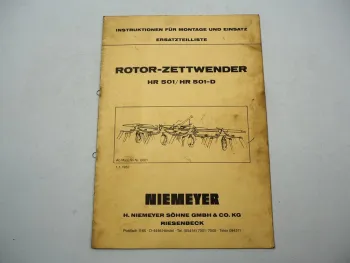 INSTRUKTIONEN FÜR MONTAGE UND EINSATZ
ERSATZTEILLISTE
ROTOR-ZETTWENDER
HR 501/HR 501-D
NIEMEYER
H. NIEMEYER SÖHNE GMBH & CO. KG
RIESENBECK